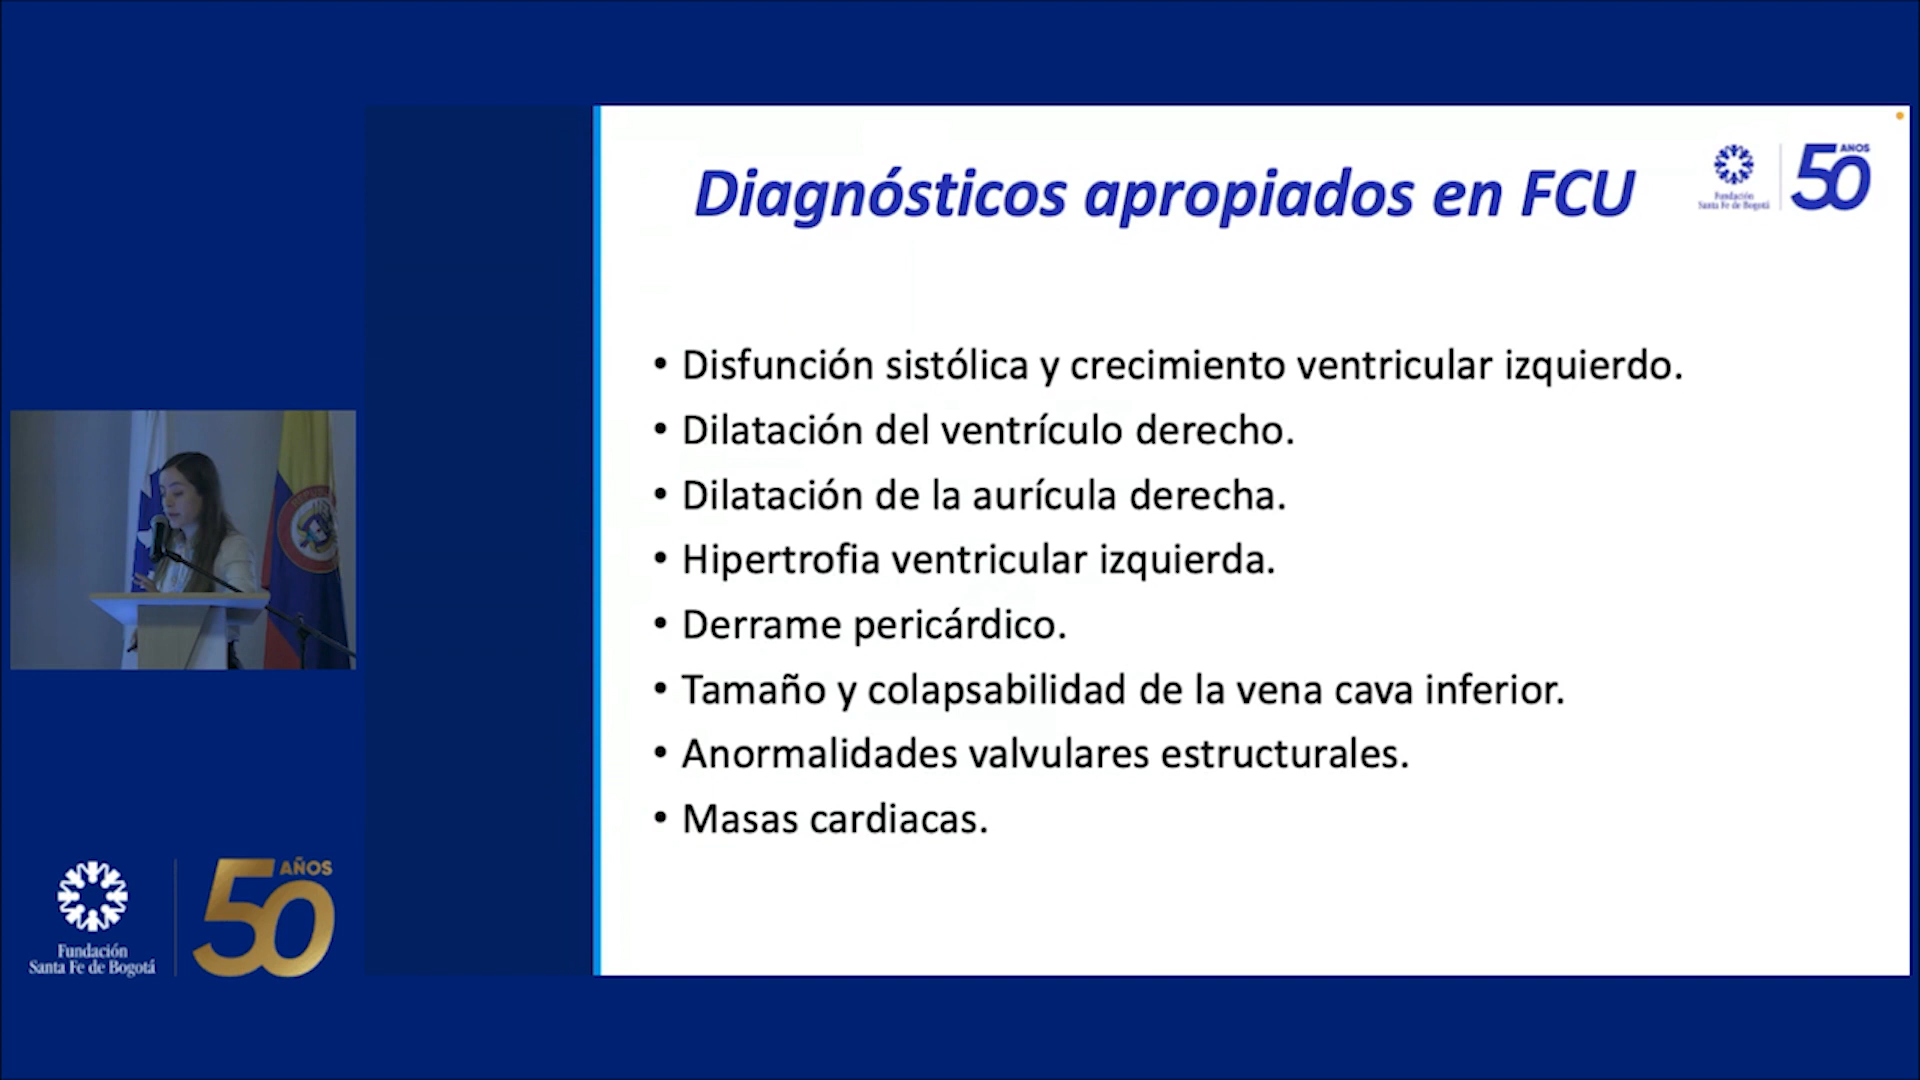 Diagnósticos apropiados en FCU
Fundación
Santa Fe de Bogotá
50 AÑOS
• Disfunción sistólica y crecimiento ventricular izquierdo.
• Dilatación del ventrículo derecho.
• Dilatación de la aurícula derecha.
• Hipertrofia ventricular izquierda.
• Derrame pericárdico.
• Tamaño y colapsabilidad de la vena cava inferior.
• Anormalidades valvulares estructurales.
• Masas cardiacas.
Fundación
Santa Fe de Bogotá
50 AÑOS